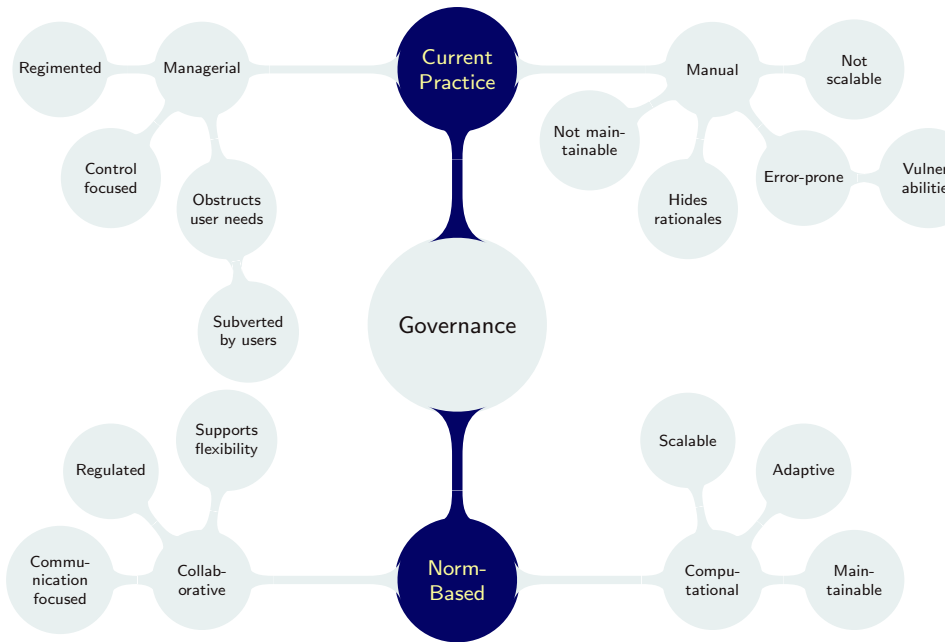 Current
Practice
Managerial
Regimented
Control
focused
Obstructs
user needs
Subverted
by users
Manual
Not
scalable
Not main-
tainable
Hides
rationales
Error-prone
Vulner
abilitie
Governance
Norm-
Based
Collab-
orative
Supports
flexibility
Regulated
Commu-
nication
focused
Compu-
tational
Scalable
Adaptive
Main-
tainable